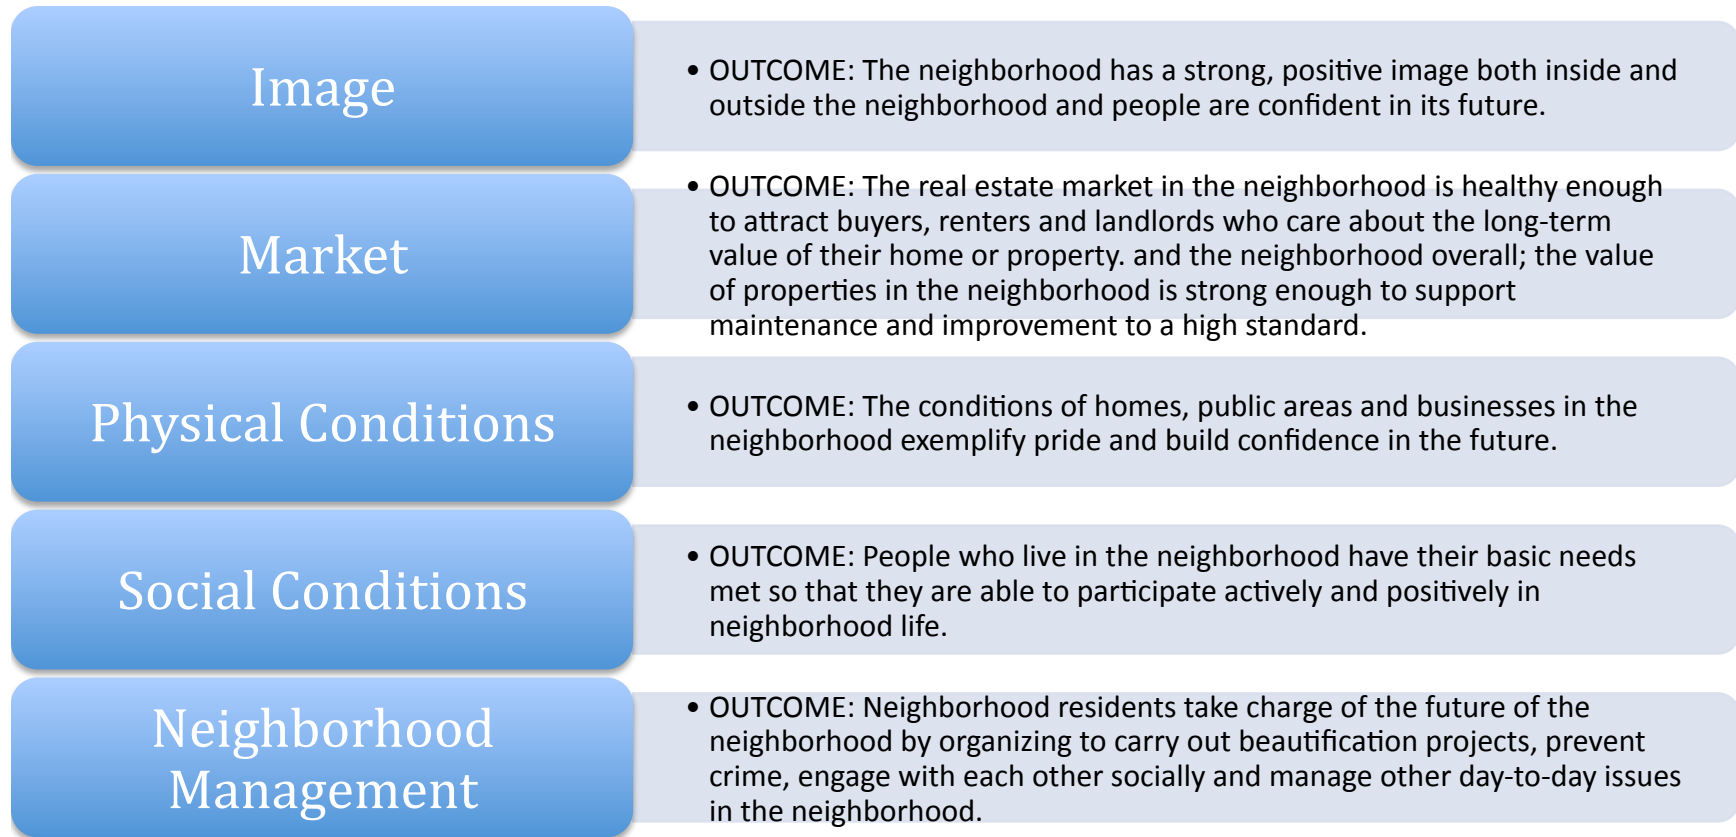 Image
• OUTCOME: The neighborhood has a strong, positive image both inside and
outside the neighborhood and people are confident in its future.
Market
• OUTCOME: The real estate market in the neighborhood is healthy enough
to attract buyers, renters and landlords who care about the long-term
value of their home or property. and the neighborhood overall; the value
of properties in the neighborhood is strong enough to support
maintenance and improvement to a high standard.
Physical Conditions
• OUTCOME: The conditions of homes, public areas and businesses in the
neighborhood exemplify pride and build confidence in the future.
Social Conditions
• OUTCOME: People who live in the neighborhood have their basic needs
met so that they are able to participate actively and positively in
neighborhood life.
Neighborhood
Management
• OUTCOME: Neighborhood residents take charge of the future of the
neighborhood by organizing to carry out beautification projects, prevent
crime, engage with each other socially and manage other day-to-day issues
in the neighborhood.